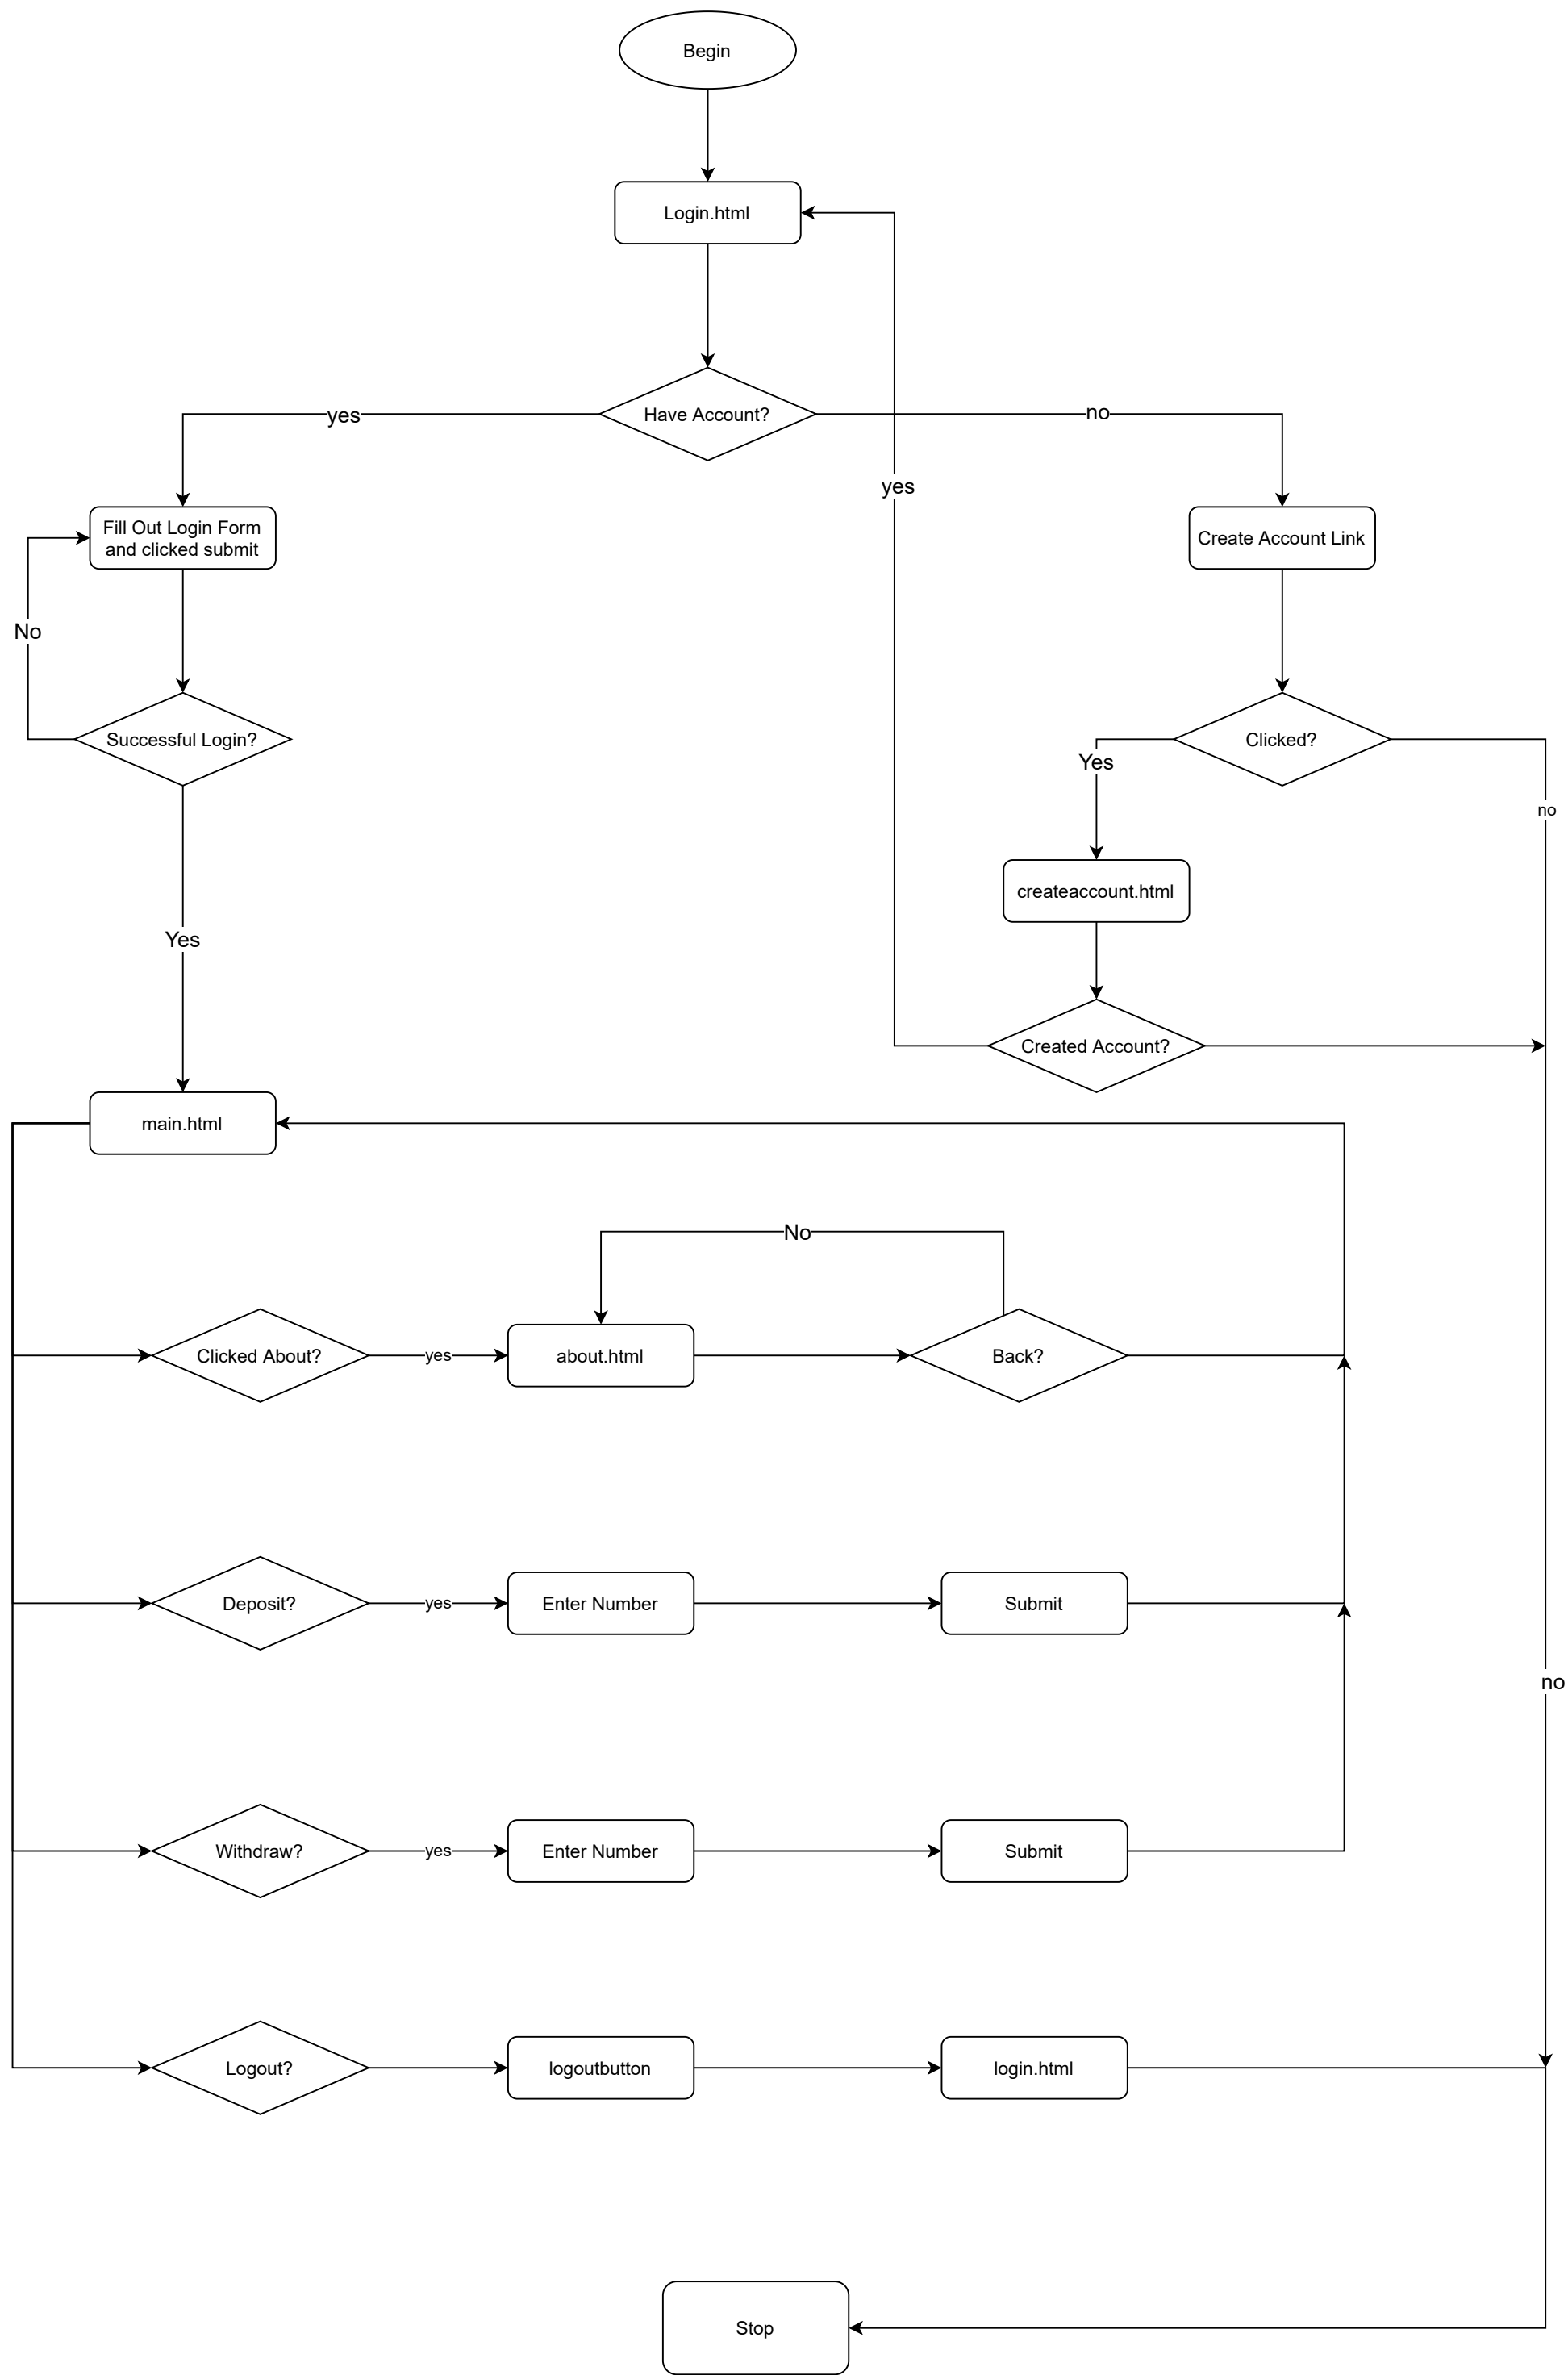 Begin
Login.html
Have Account?
yes
no
yes
Fill Out Login Form
and clicked submit
Create Account Link
No
Successful Login?
Clicked?
Yes
no
createaccount.html
Yes
Created Account?
main.html
No
Clicked About?
yes
about.html
Back?
Deposit?
yes
Enter Number
Submit
no
Withdraw?
yes
Enter Number
Submit
Logout?
logoutbutton
login.html
Stop